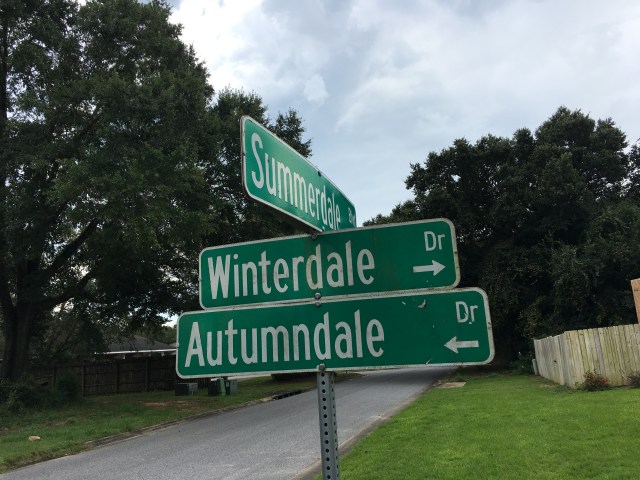 Summerdale
Winterdale Dr
→
Autumndale Dr
←